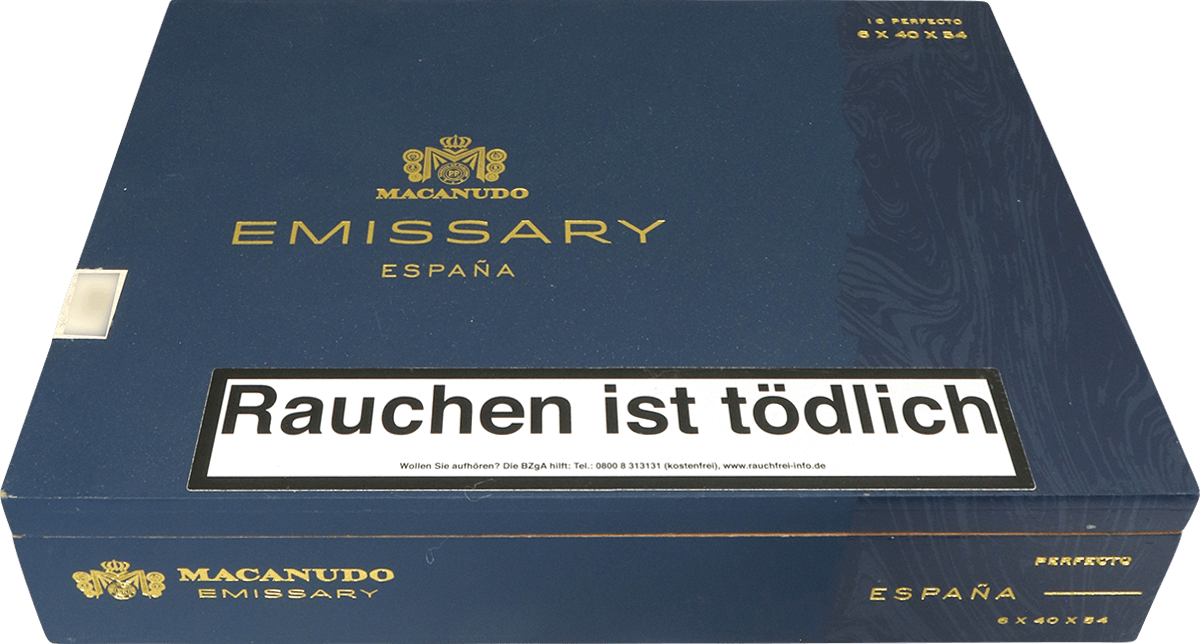 16 PERFECTO
6 X 40 X 54
MACANUDO
EMISSARY
ESPAÑA
Rauchen ist tödlich
Wollen Sie aufhören? Die BZgA hilft: Tel.: 0800 8 313131 (kostenfrei), www.rauchfrei-info.de
MACANUDO
EMISSARY
PERFECTO
ESPAÑA
6 X 40 X 54